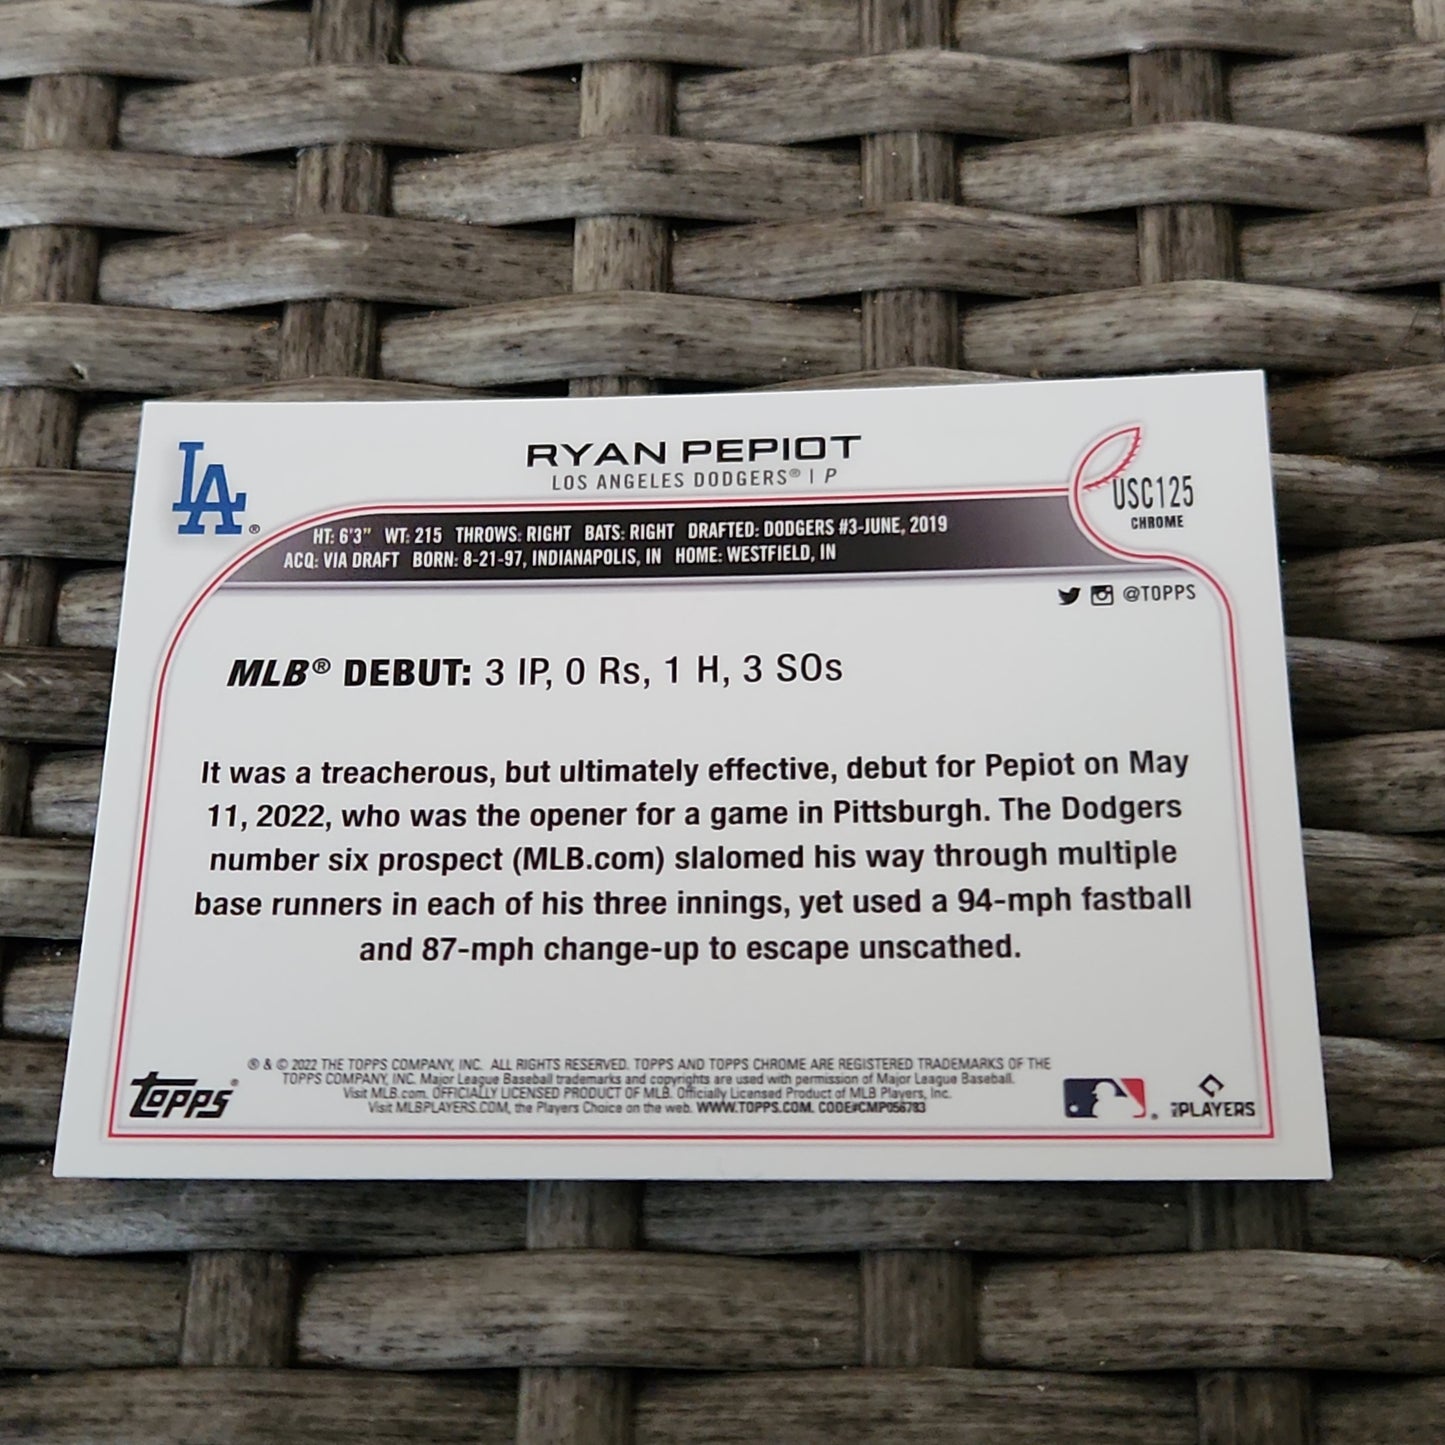 LA®
RYAN PEPIOT
LOS ANGELES DODGERS® | P
USC125
CHROME
HT: 6'3" WT: 215 THROWS: RIGHT BATS: RIGHT DRAFTED: DODGERS #3-JUNE, 2019
ACQ: VIA DRAFT BORN: 8-21-97, INDIANAPOLIS, IN HOME: WESTFIELD, IN
@TOPPS
MLB® DEBUT: 3 IP, 0 Rs, 1 H, 3 SOs
It was a treacherous, but ultimately effective, debut for Pepiot on May
11, 2022, who was the opener for a game in Pittsburgh. The Dodgers
number six prospect (MLB.com) slalomed his way through multiple
base runners in each of his three innings, yet used a 94-mph fastball
and 87-mph change-up to escape unscathed.
® & © 2022 THE TOPPS COMPANY, INC. ALL RIGHTS RESERVED. TOPPS AND TOPPS CHROME ARE REGISTERED TRADEMARKS OF THE
TOPPS COMPANY, INC. Major League Baseball trademarks and copyrights are used with permission of Major League Baseball.
Visit MLB.com. OFFICIALLY LICENSED PRODUCT OF MLB. Officially Licensed Product of MLB Players, Inc.
Visit MLBPLAYERS.COM, the Players Choice on the web. WWW.TOPPS.COM. CODE#CMP056783
TOPPS®
PLAYERS